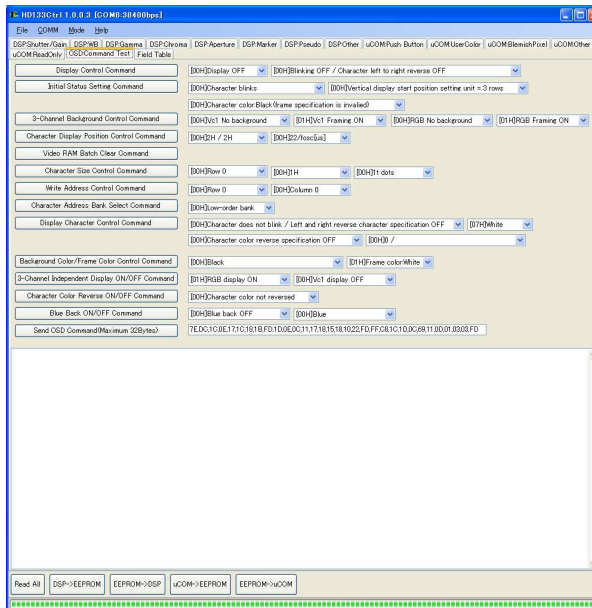 HD133Ctrl 1.0.0.3 [COM8:38400bps]
File COMM Mode Help
DSP:Shutter/Gain DSP:WB DSP:Gamma DSP:Chroma DSP:Aperture DSP:Marker DSP:Pseudo DSP:Other uCOM:Push Button uCOM:UserColor uCOM:BlemishPixel uCOM:Other
uCOM:ReadOnly OSD:Command Test Field Table
Display Control Command [00H]Display OFF [00H]Blinking OFF / Character left to right reverse OFF
Initial Status Setting Command [00H]Character blinks [00H]Vertical display start position setting unit = 3 rows
[00H]Character color:Black(frame specification is invalied)
3-Channel Background Control Command [00H]Vc1 No background [01H]Vc1 Framing ON [00H]RGB No background [01H]RGB Framing ON
Character Display Position Control Command [00H]2H / 2H [00H]22/fosc[us]
Video RAM Batch Clear Command
Character Size Control Command [00H]Row 0 [00H]1H [00H]1t dots
Write Address Control Command [00H]Row 0 [00H]Column 0
Character Address Bank Select Command [00H]Low-order bank
Display Character Control Command [00H]Character does not blink / Left and right reverse character specification OFF [07H]White
[00H]Character color reverse specification OFF [00H]0 /
Background Color/Frame Color Control Command [00H]Black [01H]Frame color:White
3-Channel Independent Display ON/OFF Command [01H]RGB display ON [00H]Vc1 display OFF
Character Color Reverse ON/OFF Command [00H]Character color not reversed
Blue Back ON/OFF Command [00H]Blue back OFF [00H]Blue
Send OSD Command(Maximum 32Bytes) 7E,DC,1C,0E,17,1C,18,1B,FD,1D,0E,0C,11,17,18,15,18,10,22,FD,FF,C8,1C,1D,0C,69,11,0D,01,03,03,FD
Read All DSP->EEPROM EEPROM->DSP uCOM->EEPROM EEPROM->uCOM